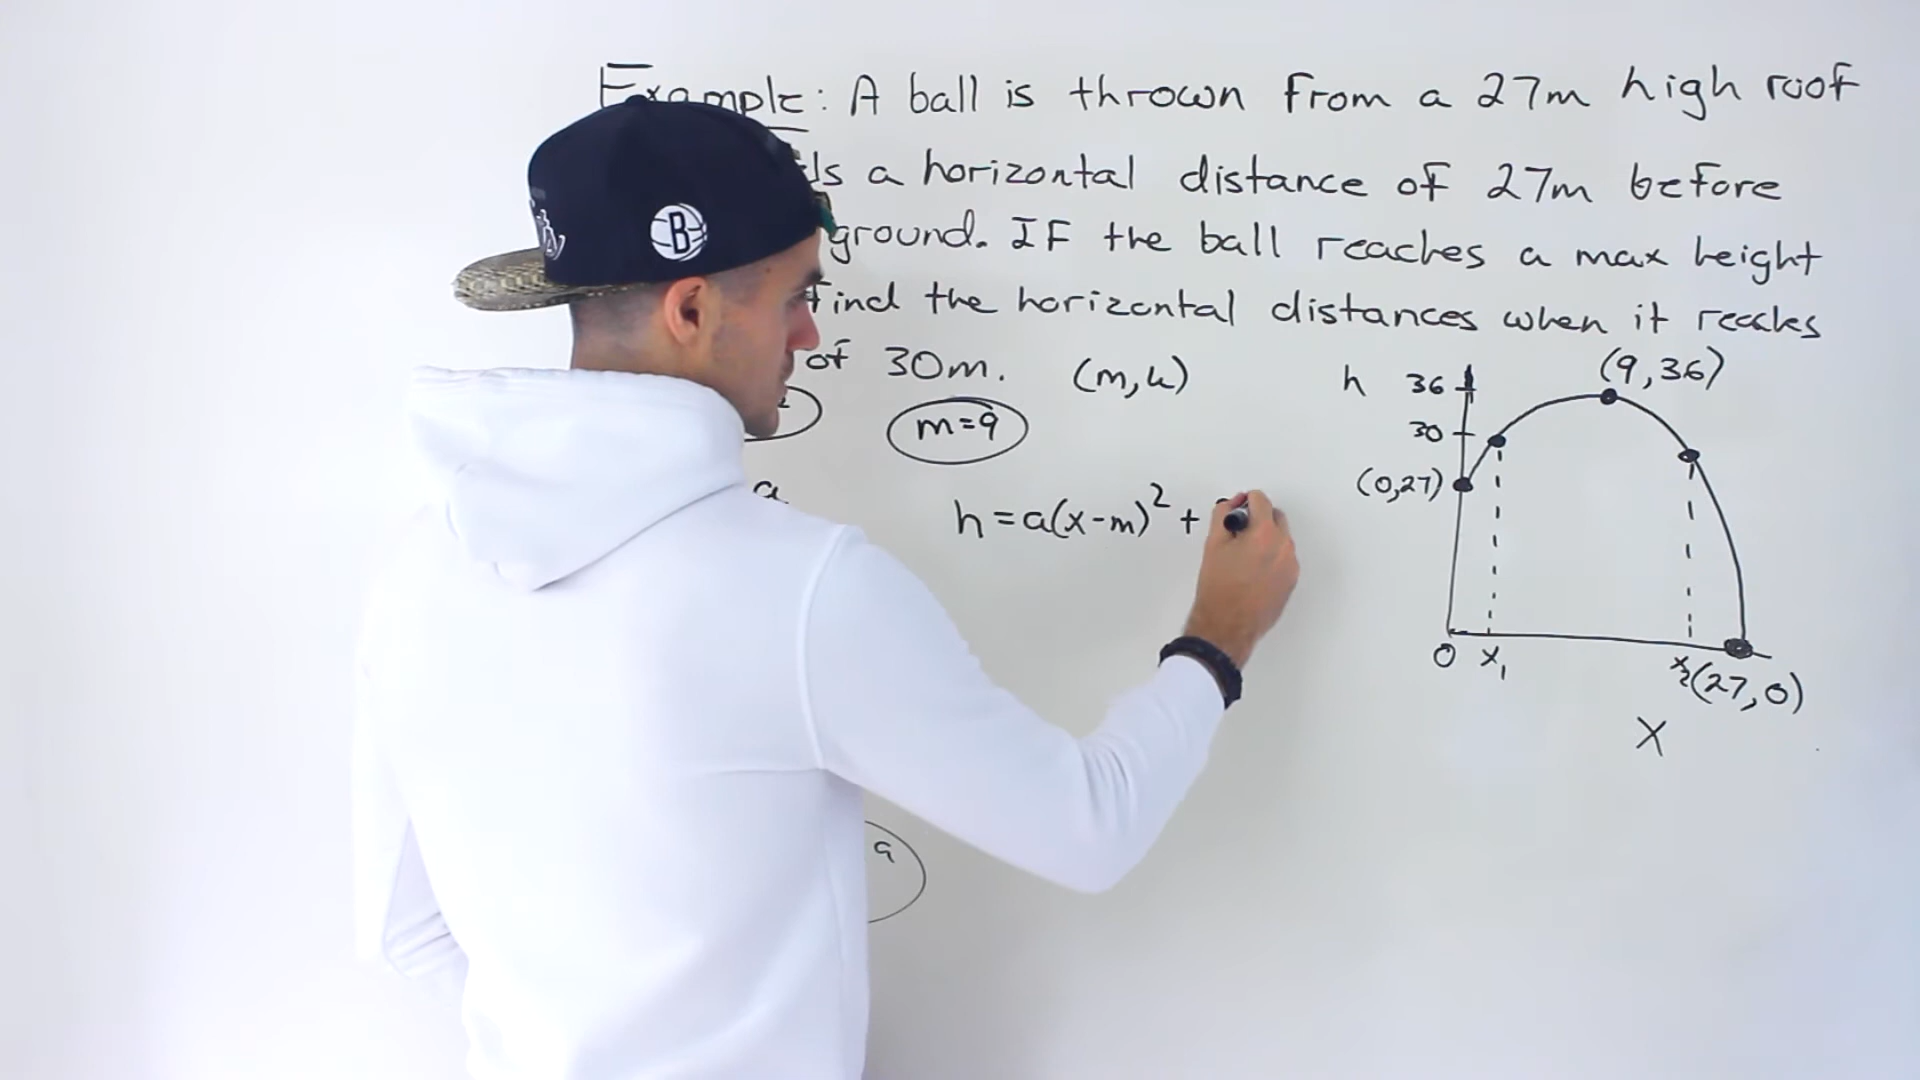 Example: A ball is thrown from a 27m high roof
a horizontal distance of 27m before
ground. IF the ball reaches a max height
find the horizontal distances when it reaches
of 30m. (m,k)
m=9
h=a(x-m)²+
a
h
36
30
(9,36)
(0,27)
0
x₁
x₂
(27,0)
X
B